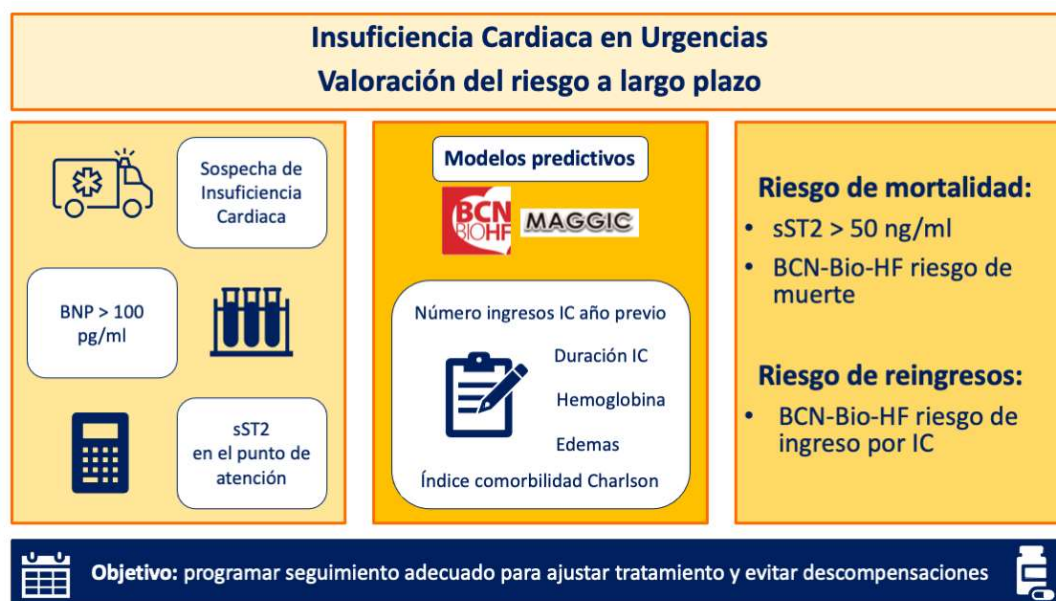 Insuficiencia Cardiaca en Urgencias
Valoración del riesgo a largo plazo
Sospecha de
Insuficiencia
Cardiaca
BNP > 100
pg/ml
sST2
en el punto de
atención
Modelos predictivos
BCN
BIOHF
MAGGIC
Número ingresos IC año previo
Duración IC
Hemoglobina
Edemas
Índice comorbilidad Charlson
Riesgo de mortalidad:
• sST2 > 50 ng/ml
• BCN-Bio-HF riesgo de
muerte
Riesgo de reingresos:
• BCN-Bio-HF riesgo de
ingreso por IC
Objetivo: programar seguimiento adecuado para ajustar tratamiento y evitar descompensaciones